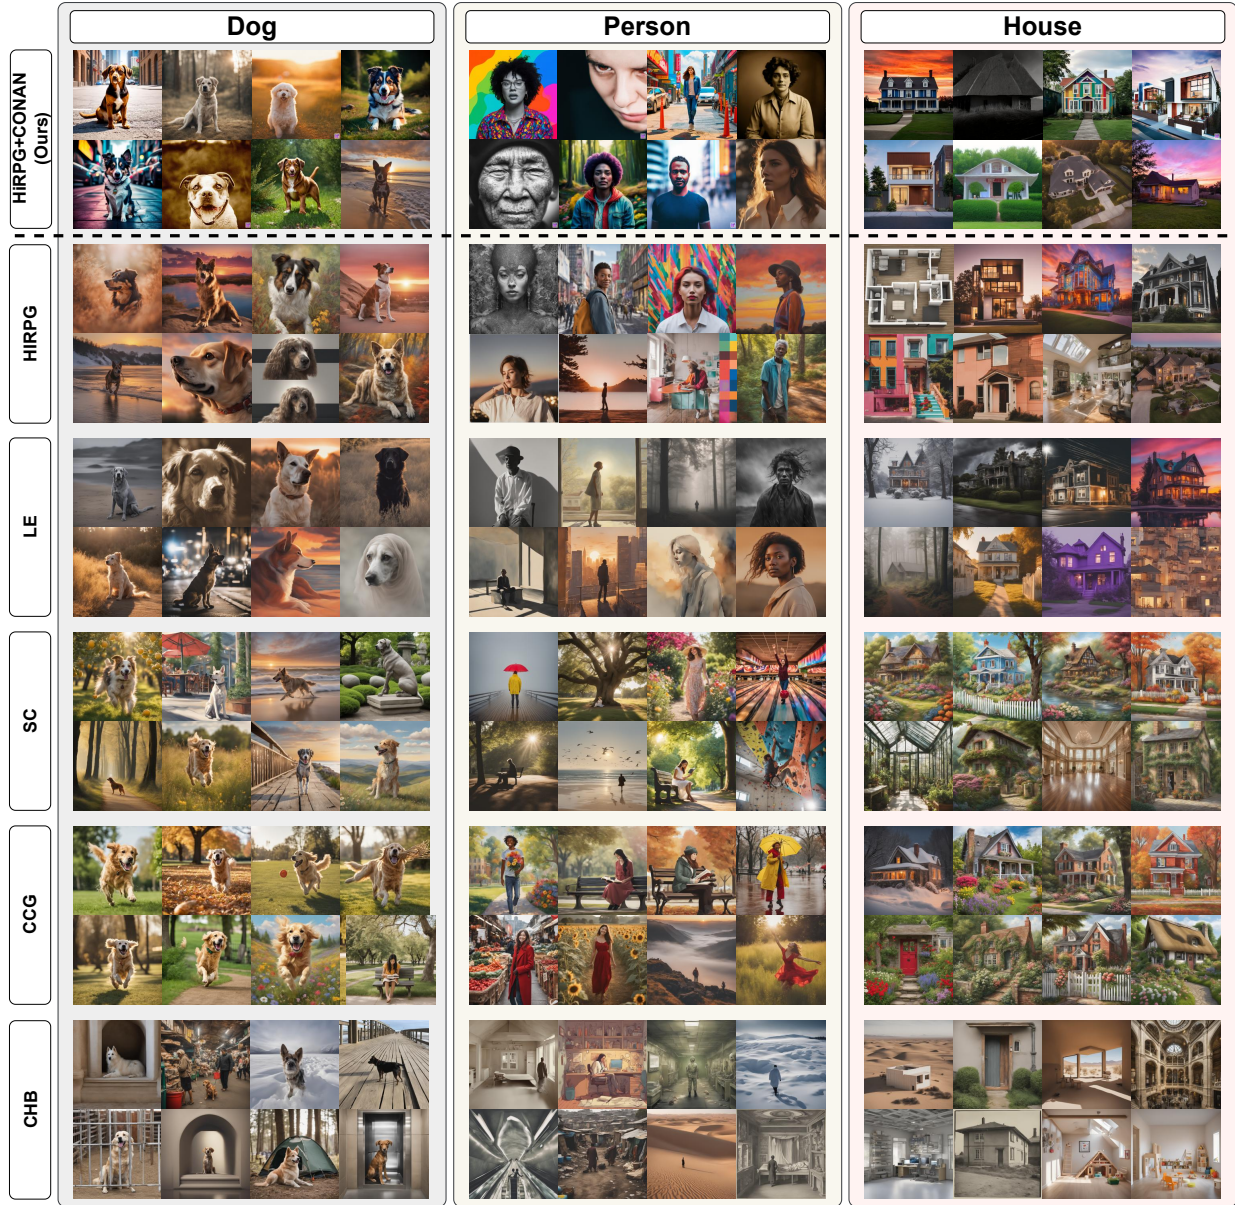 Dog
Person
House
HiRPG+CONAN
(Ours)
HIRPG
LE
SC
CCG
CHB